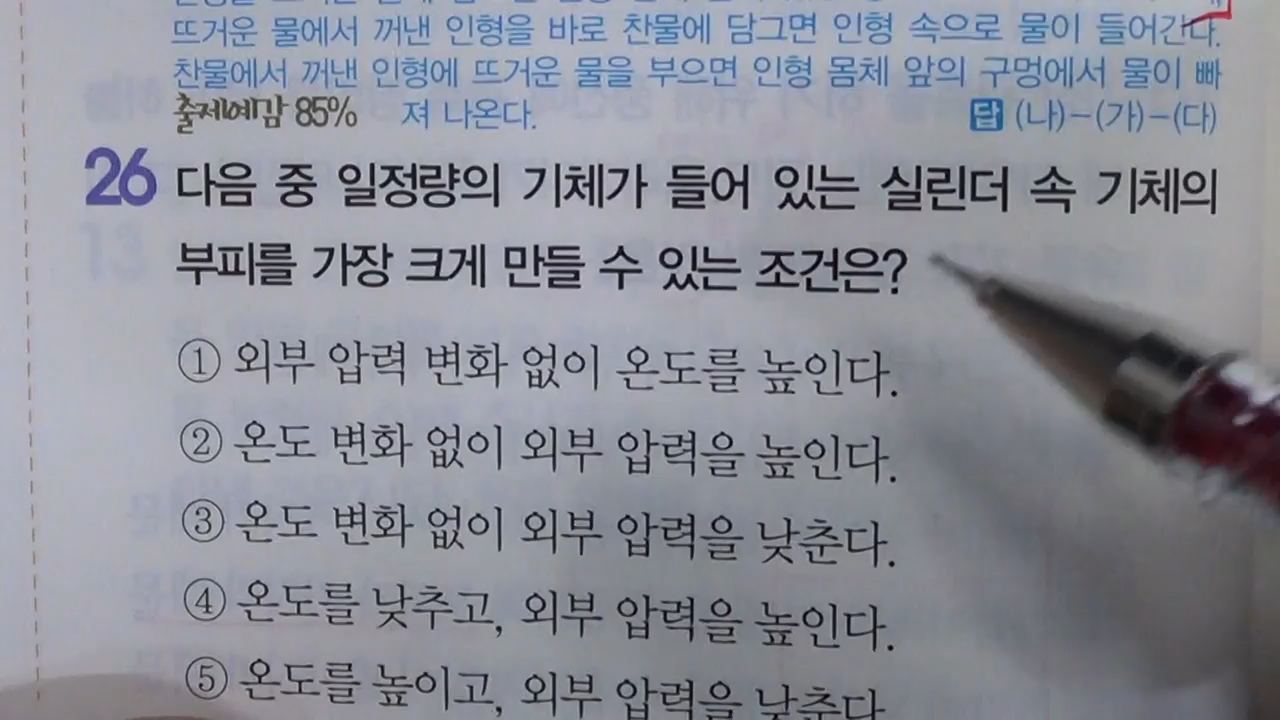 뜨거운 물에서 꺼낸 인형을 바로 찬물에 담그면 인형 속으로 물이 들어간다.
찬물에서 꺼낸 인형에 뜨거운 물을 부으면 인형 몸체 앞의 구멍에서 물이 빠
출제예감 85% 져 나온다. 답 (나)-(가)-(다)
26 다음 중 일정량의 기체가 들어 있는 실린더 속 기체의
부피를 가장 크게 만들 수 있는 조건은?
① 외부 압력 변화 없이 온도를 높인다.
② 온도 변화 없이 외부 압력을 높인다.
③ 온도 변화 없이 외부 압력을 낮춘다.
④ 온도를 낮추고, 외부 압력을 높인다.
⑤ 온도를 높이고, 외부 압력을 낮춘다